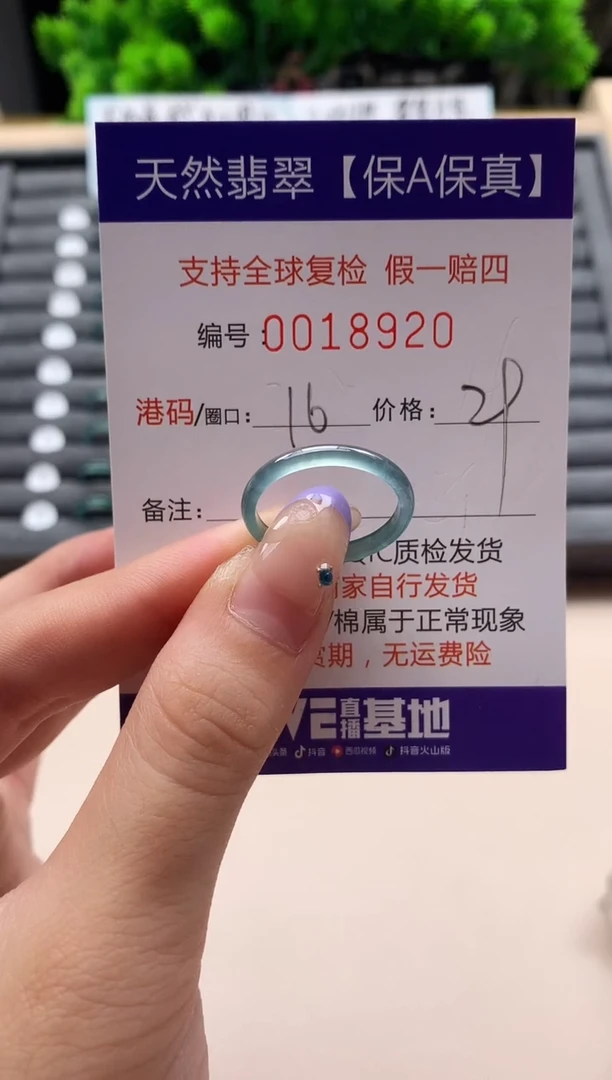 天然翡翠【保A保真】
支持全球复检 假一赔四
编号:0018920
港码/圈口: 16 价格:
备注:
质检发货
家自行发货
/棉属于正常现象
期，无运费险
直播基地
头条 抖音 西瓜视频 抖音火山版